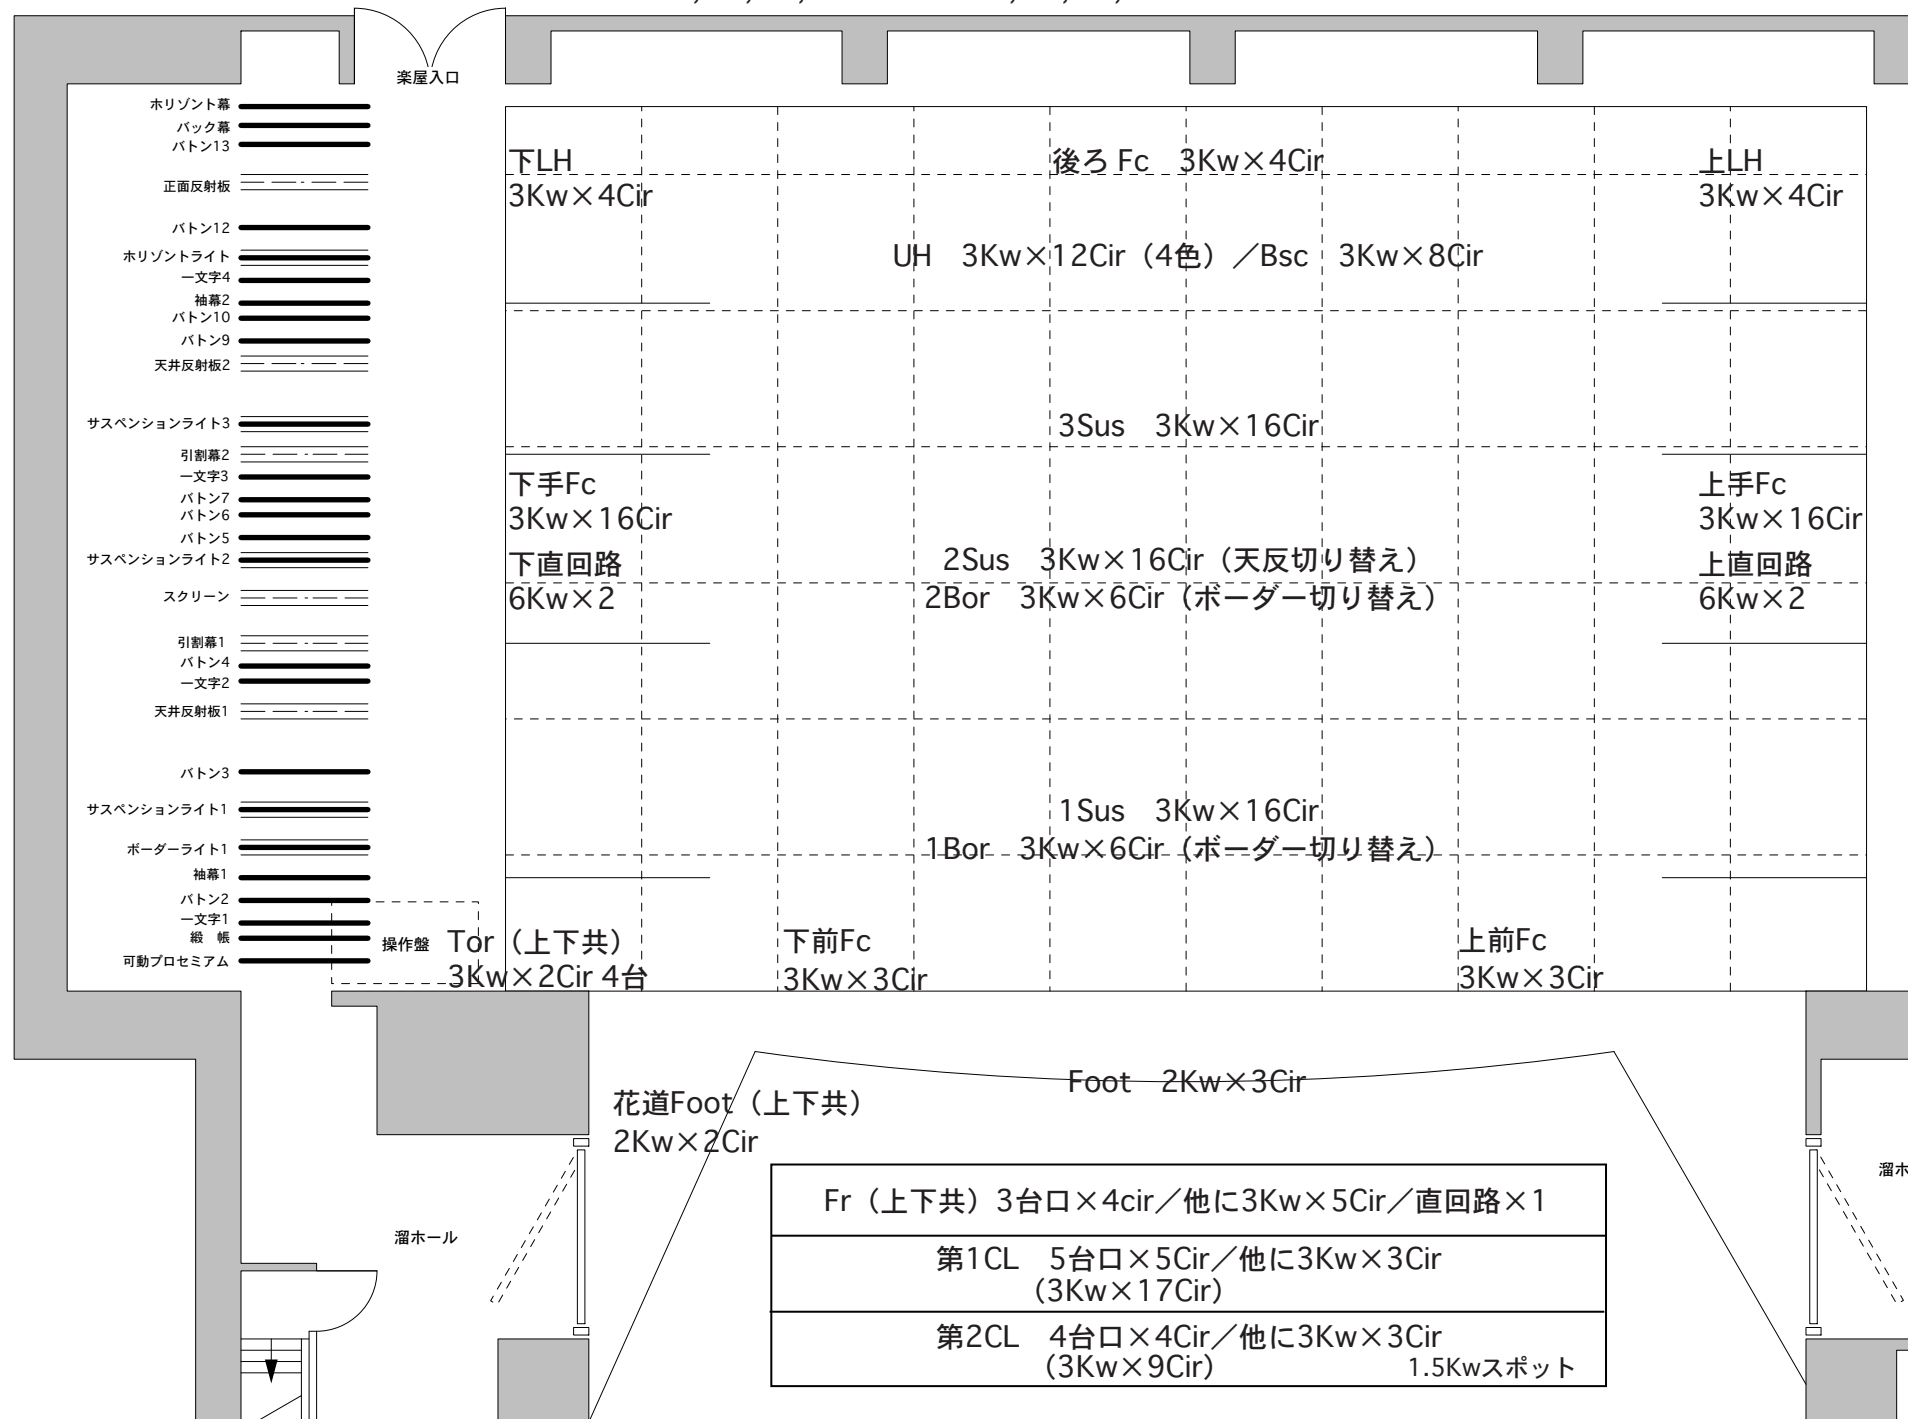 楽屋入口
ホリゾント幕
バック幕
バトン13
正面反射板
バトン12
ホリゾントライト
一文字4
袖幕2
バトン10
バトン9
天井反射板2
サスペンションライト3
引割幕2
一文字3
バトン7
バトン6
バトン5
サスペンションライト2
スクリーン
引割幕1
バトン4
一文字2
天井反射板1
バトン3
サスペンションライト1
ボーダーライト1
袖幕1
バトン2
一文字1
緞　帳
可動プロセミアム
操作盤
下LH
3Kw×4Cir
後ろ Fc　3Kw×4Cir
上LH
3Kw×4Cir
UH　3Kw×12Cir（4色）／Bsc　3Kw×8Cir
3Sus　3Kw×16Cir
下手Fc
3Kw×16Cir
下直回路
6Kw×2
上手Fc
3Kw×16Cir
上直回路
6Kw×2
2Sus　3Kw×16Cir（天反切り替え）
2Bor　3Kw×6Cir（ボーダー切り替え）
1Sus　3Kw×16Cir
1Bor　3Kw×6Cir（ボーダー切り替え）
Tor（上下共）
3Kw×2Cir 4台
下前Fc
3Kw×3Cir
上前Fc
3Kw×3Cir
Foot　2Kw×3Cir
花道Foot（上下共）
2Kw×2Cir
Fr（上下共）3台口×4cir／他に3Kw×5Cir／直回路×1
第1CL　5台口×5Cir／他に3Kw×3Cir
(3Kw×17Cir)
第2CL　4台口×4Cir／他に3Kw×3Cir
(3Kw×9Cir)　1.5Kwスポット
溜ホール
溜ホ